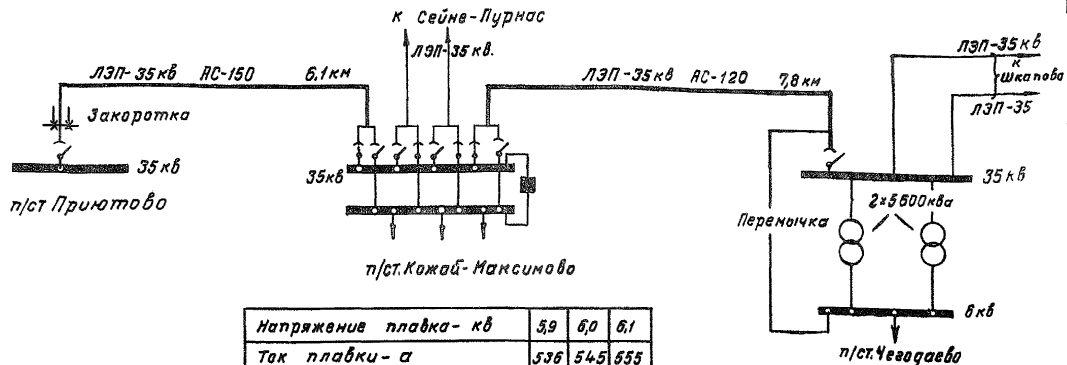 к Сейне-Пурнас
ЛЭП-35кв.
ЛЭП-35кв АС-150 6,1км
ЛЭП-35кв АС-120 7,8км
ЛЭП-35кв
к
Шкапова
ЛЭП-35
Закоротка
35кв
п/ст Приютово
35кв
п/ст. Кожай-Максимово
35кв
2×5600ква
Перемычка
6кв
п/ст. Чегодаево
Напряжение плавка-кв 5,9 6,0 6,1
Ток плавки-а 536 545 555